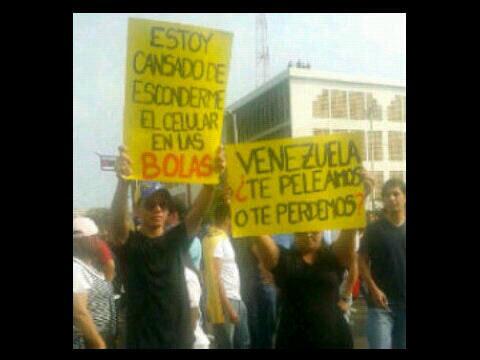 ESTOY
CANSADO DE
ESCONDERME
EL CELULAR
EN LAS
BOLAS
VENEZUELA
¿TE PELEAMOS
O TE PERDEMOS?